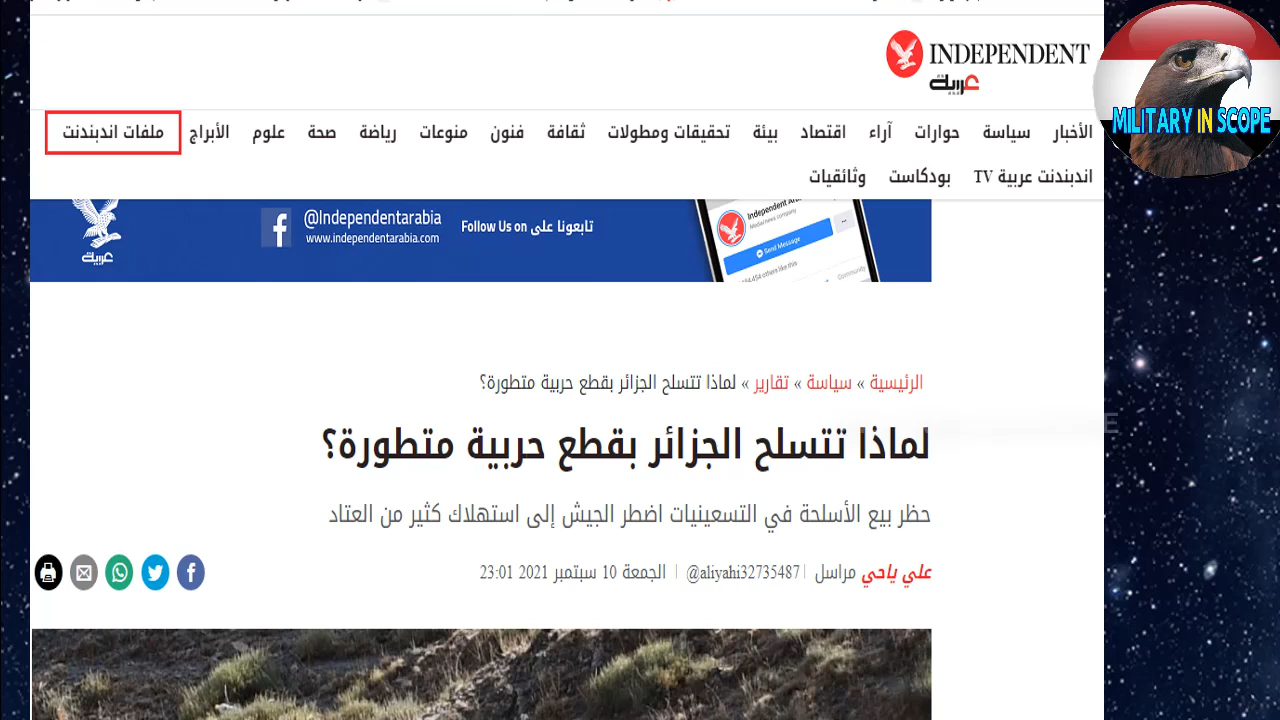 INDEPENDENT
عربية
MILITARY IN SCOPE
الأخبار سياسة حوارات آراء اقتصاد بيئة تحقيقات ومطولات ثقافة فنون منوعات رياضة صحة علوم الأبراج ملفات اندبندنت
اندبندنت عربية TV بودكاست وثائقيات
عربية
@Independentarabia
www.independentarabia.com
Follow Us on تابعونا على
Send Message
Community
الرئيسية » سياسة » تقارير » لماذا تتسلح الجزائر بقطع حربية متطورة؟
لماذا تتسلح الجزائر بقطع حربية متطورة؟
حظر بيع الأسلحة في التسعينيات اضطر الجيش إلى استهلاك كثير من العتاد
علي ياحي مراسل | @aliyahi32735487 | الجمعة 10 سبتمبر 2021 23:01